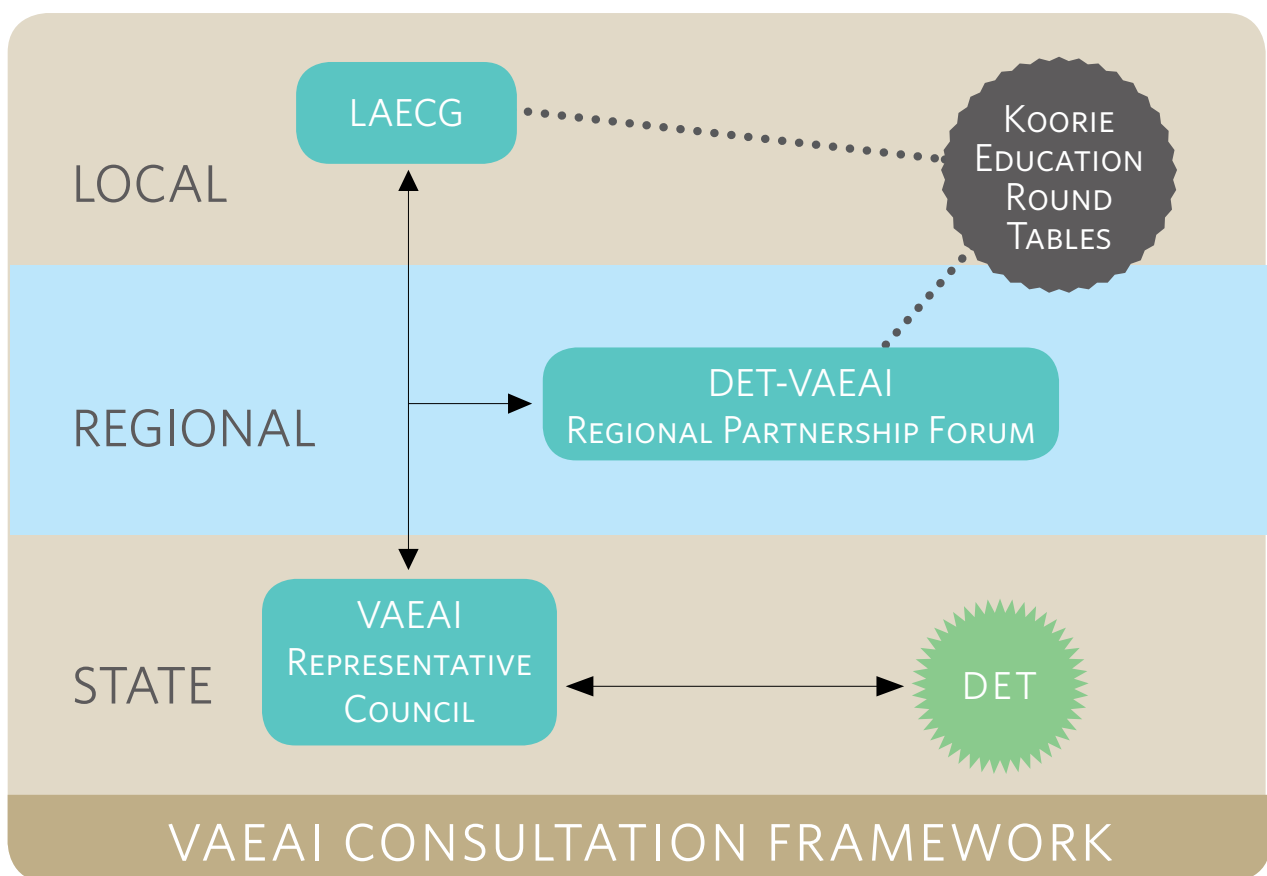 LAECG
KOORIE
EDUCATION
ROUND
TABLES
LOCAL
DET-VAEAI
REGIONAL PARTNERSHIP FORUM
REGIONAL
VAEAI
REPRESENTATIVE
COUNCIL
STATE
DET
VAEAI CONSULTATION FRAMEWORK